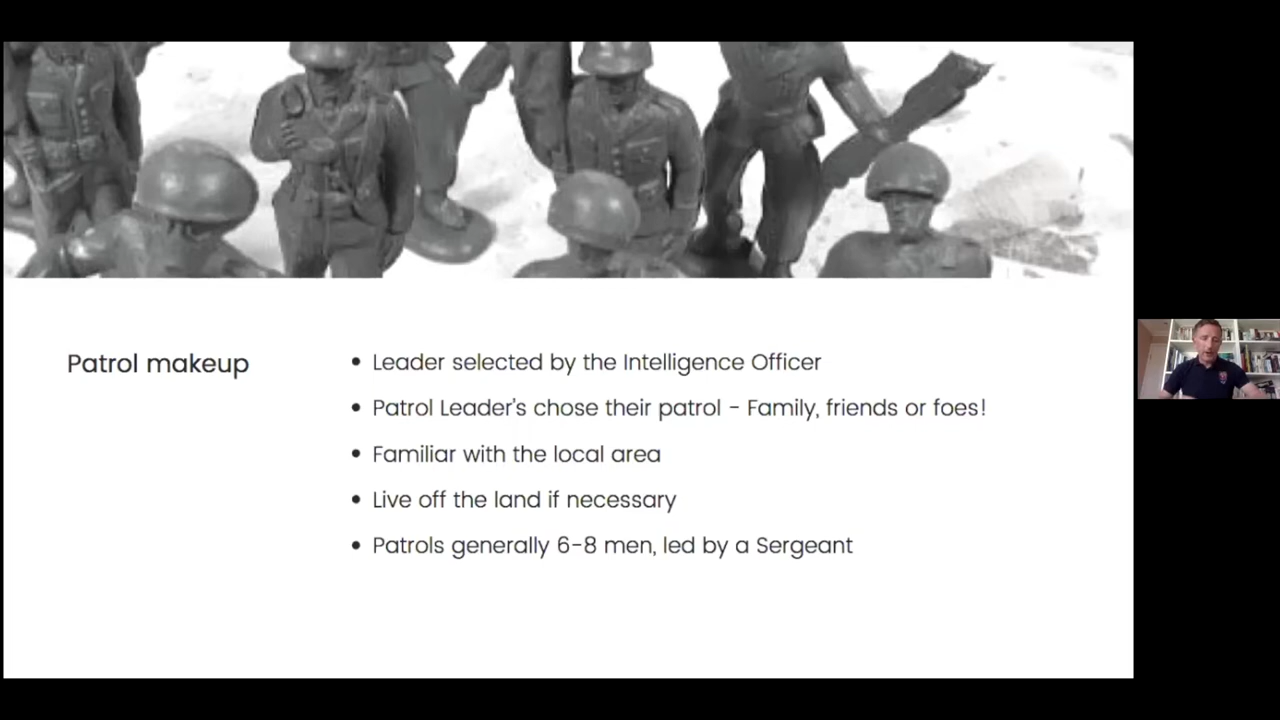 Patrol makeup
• Leader selected by the Intelligence Officer
• Patrol Leader's chose their patrol - Family, friends or foes!
• Familiar with the local area
• Live off the land if necessary
• Patrols generally 6-8 men, led by a Sergeant